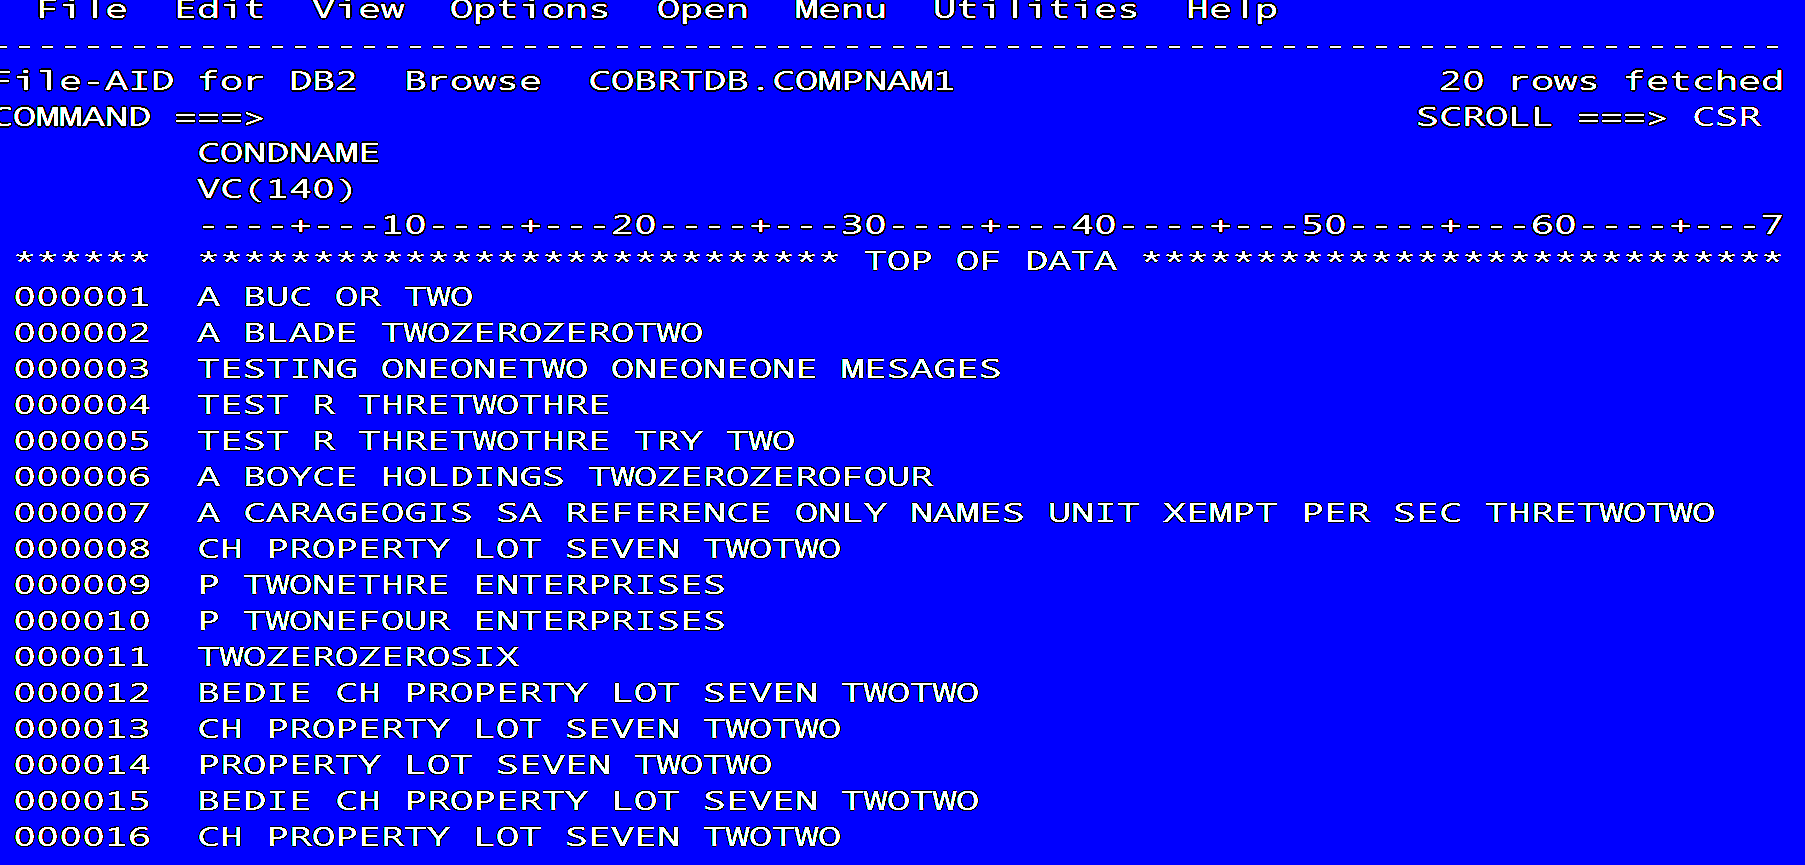 File Edit View Options Open Menu Utilities Help
-------------------------------------------------------------------------------
File-AID for DB2 Browse COBRTDB.COMPNAM1 20 rows fetched
COMMAND ===> SCROLL ===> CSR
CONDNAME
VC(140)
----+---10----+---20----+---30----+---40----+---50----+---60----+---7
****** **************************** TOP OF DATA ****************************
000001 A BUC OR TWO
000002 A BLADE TWOZEROZEROTWO
000003 TESTING ONEONETWO ONEONEONE MESAGES
000004 TEST R THRETWOTHRE
000005 TEST R THRETWOTHRE TRY TWO
000006 A BOYCE HOLDINGS TWOZEROZEROFOUR
000007 A CARAGEOGIS SA REFERENCE ONLY NAMES UNIT XEMPT PER SEC THRETWOTWO
000008 CH PROPERTY LOT SEVEN TWOTWO
000009 P TWONETHRE ENTERPRISES
000010 P TWONEFOUR ENTERPRISES
000011 TWOZEROZEROSIX
000012 BEDIE CH PROPERTY LOT SEVEN TWOTWO
000013 CH PROPERTY LOT SEVEN TWOTWO
000014 PROPERTY LOT SEVEN TWOTWO
000015 BEDIE CH PROPERTY LOT SEVEN TWOTWO
000016 CH PROPERTY LOT SEVEN TWOTWO